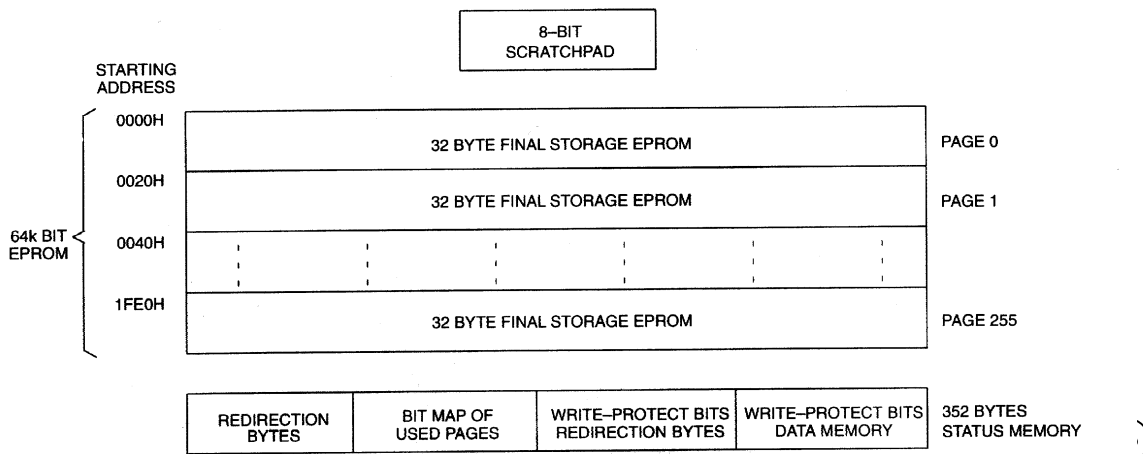 8–BIT
SCRATCHPAD
STARTING
ADDRESS
0000H
32 BYTE FINAL STORAGE EPROM
PAGE 0
0020H
32 BYTE FINAL STORAGE EPROM
PAGE 1
64k BIT
EPROM
0040H
1FE0H
32 BYTE FINAL STORAGE EPROM
PAGE 255
REDIRECTION
BYTES
BIT MAP OF
USED PAGES
WRITE–PROTECT BITS
REDIRECTION BYTES
WRITE–PROTECT BITS
DATA MEMORY
352 BYTES
STATUS MEMORY